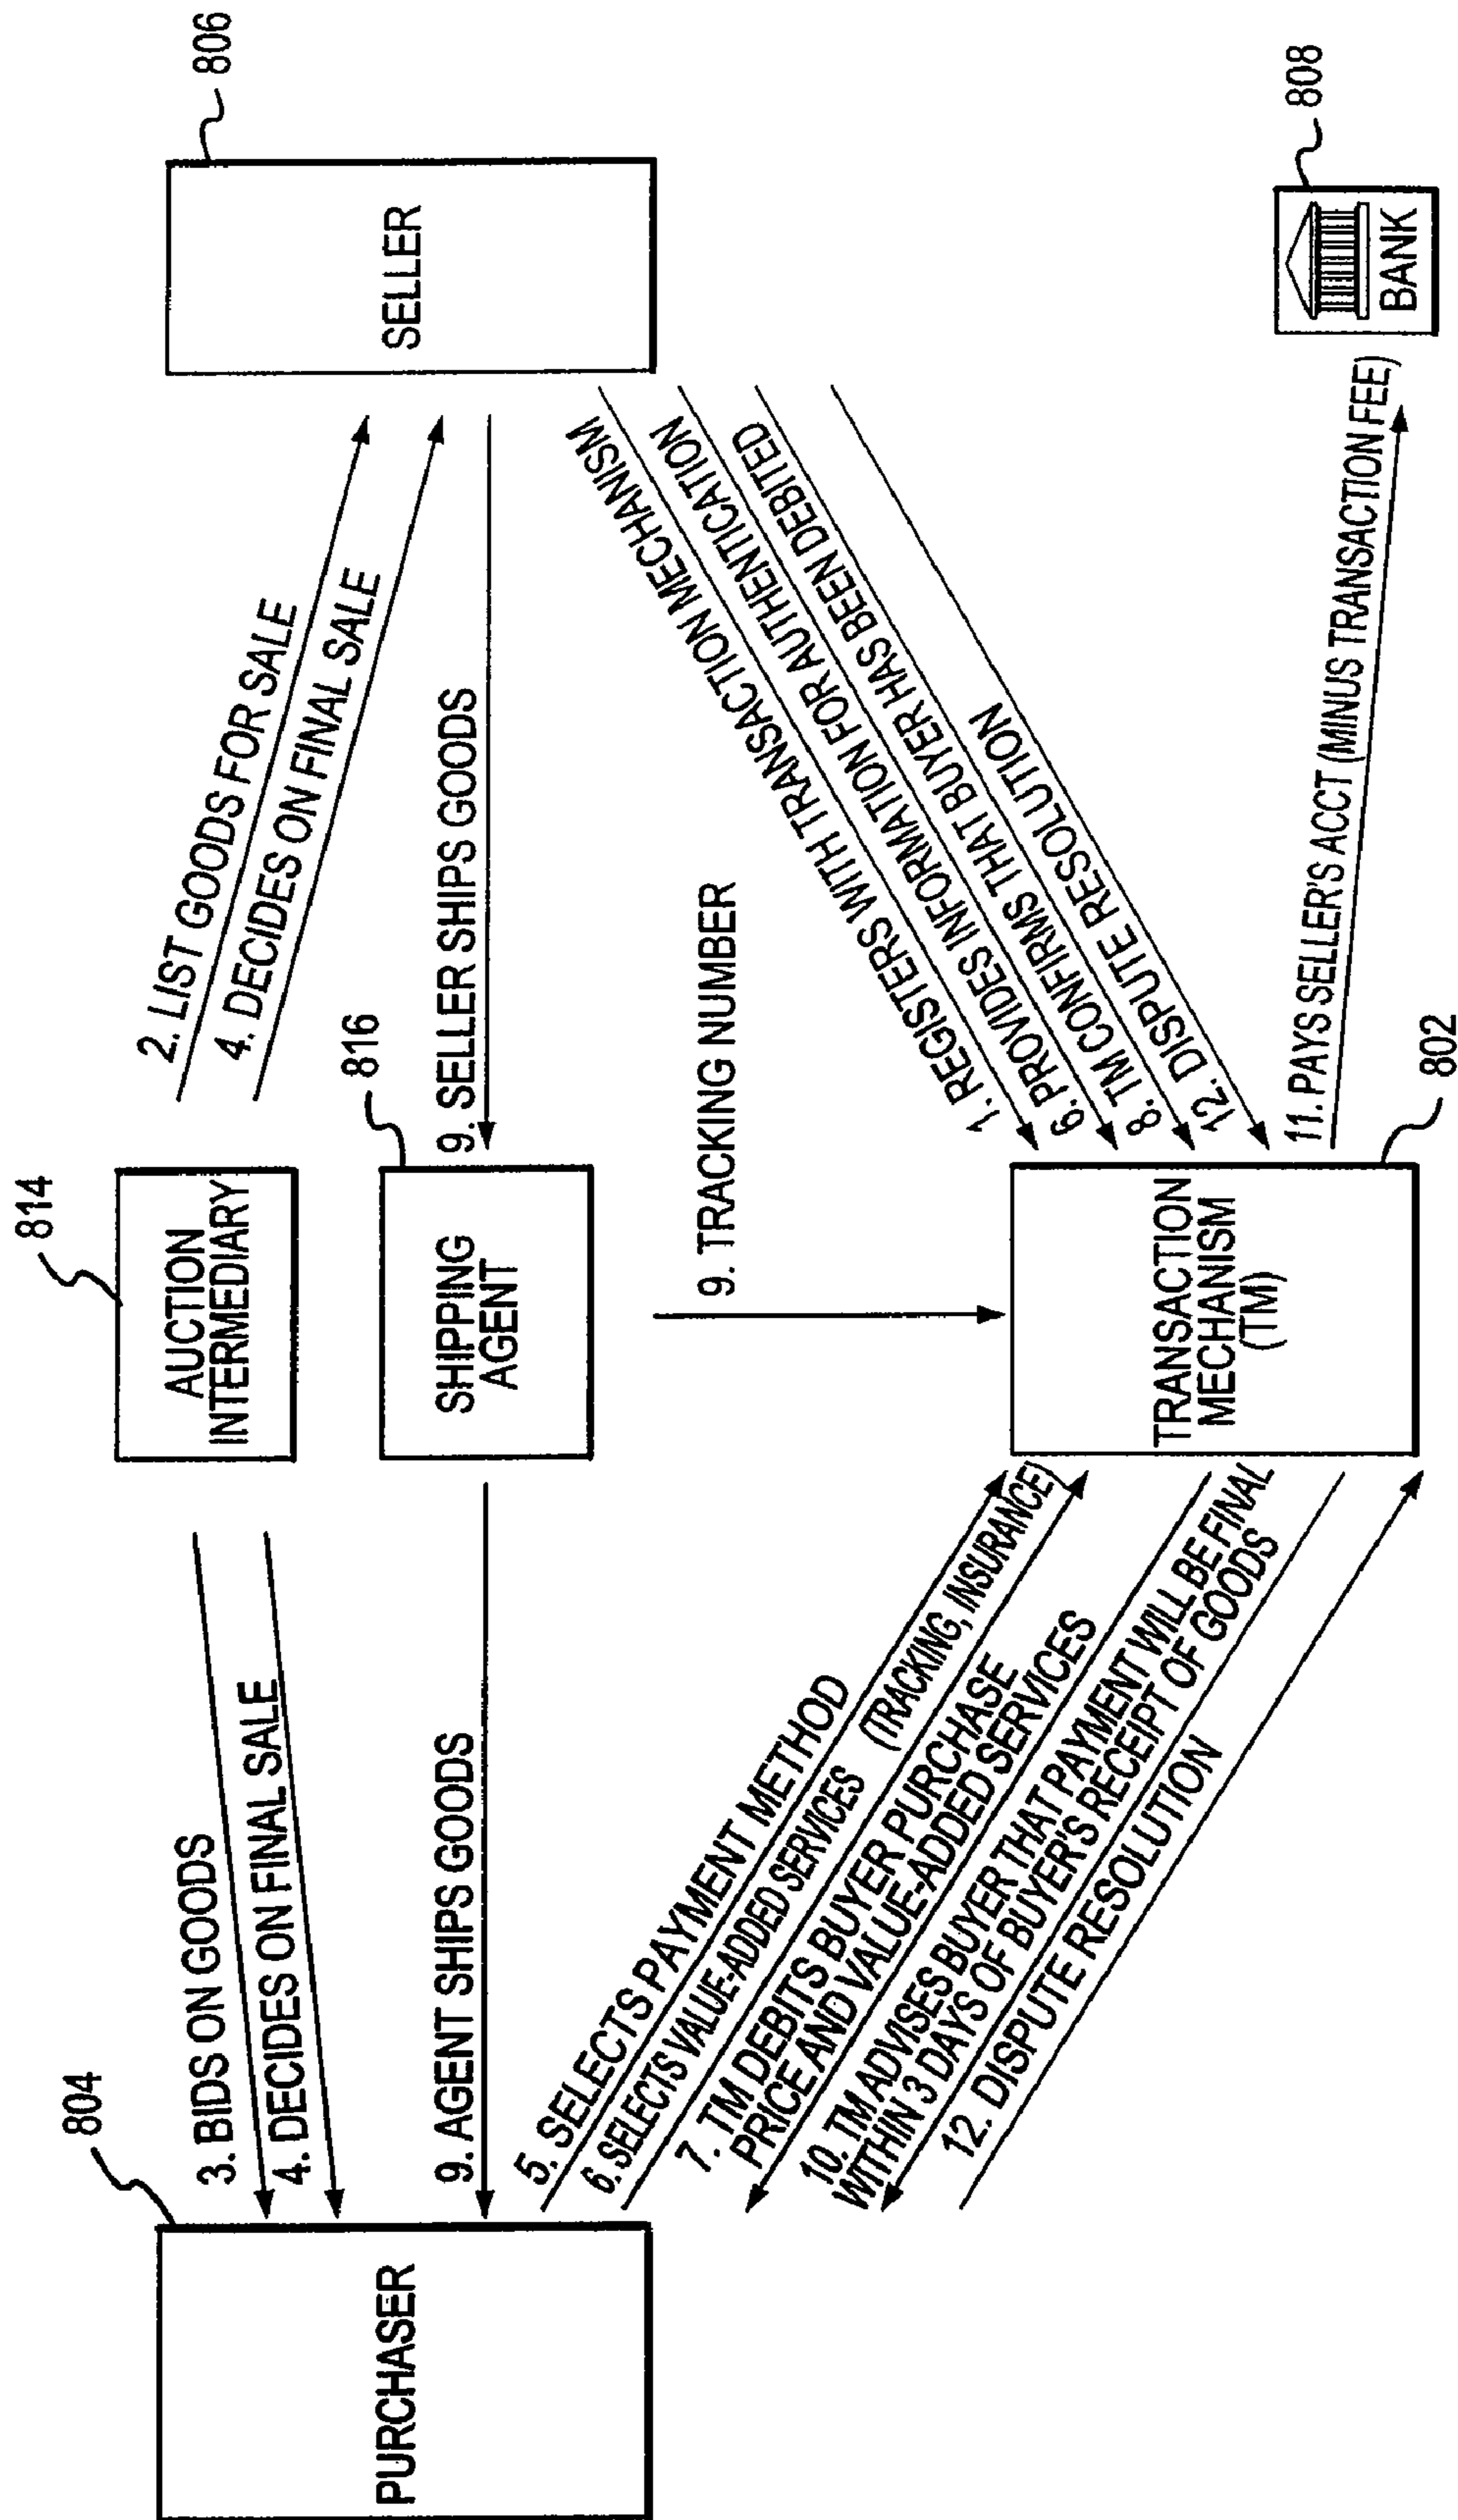 804
PURCHASER
814
AUCTION
INTERMEDIARY
816
SHIPPING
AGENT
806
SELLER
3. BIDS ON GOODS
4. DECIDES ON FINAL SALE
2. LIST GOODS FOR SALE
4. DECIDES ON FINAL SALE
9. AGENT SHIPS GOODS
9. SELLER SHIPS GOODS
9. TRACKING NUMBER
5. SELECTS PAYMENT METHOD
6. SELECTS VALUE-ADDED SERVICES (TRACKING, INSURANCE)
7. TM DEBITS BUYER PURCHASE
PRICE AND VALUE-ADDED SERVICES
10. TM ADVISES BUYER THAT PAYMENT WILL BE FINAL
WITHIN 3 DAYS OF BUYER'S RECEIPT OF GOODS
12. DISPUTE RESOLUTION
1. REGISTERS WITH TRANSACTION MECHANISM
6. PROVIDES INFORMATION FOR AUTHENTICATION
8. TM CONFIRMS THAT BUYER HAS BEEN DEBITED
12. DISPUTE RESOLUTION
TRANSACTION
MECHANISM
(TM)
802
11. PAYS SELLER'S ACCT (MINUS TRANSACTION FEE)
808
BANK